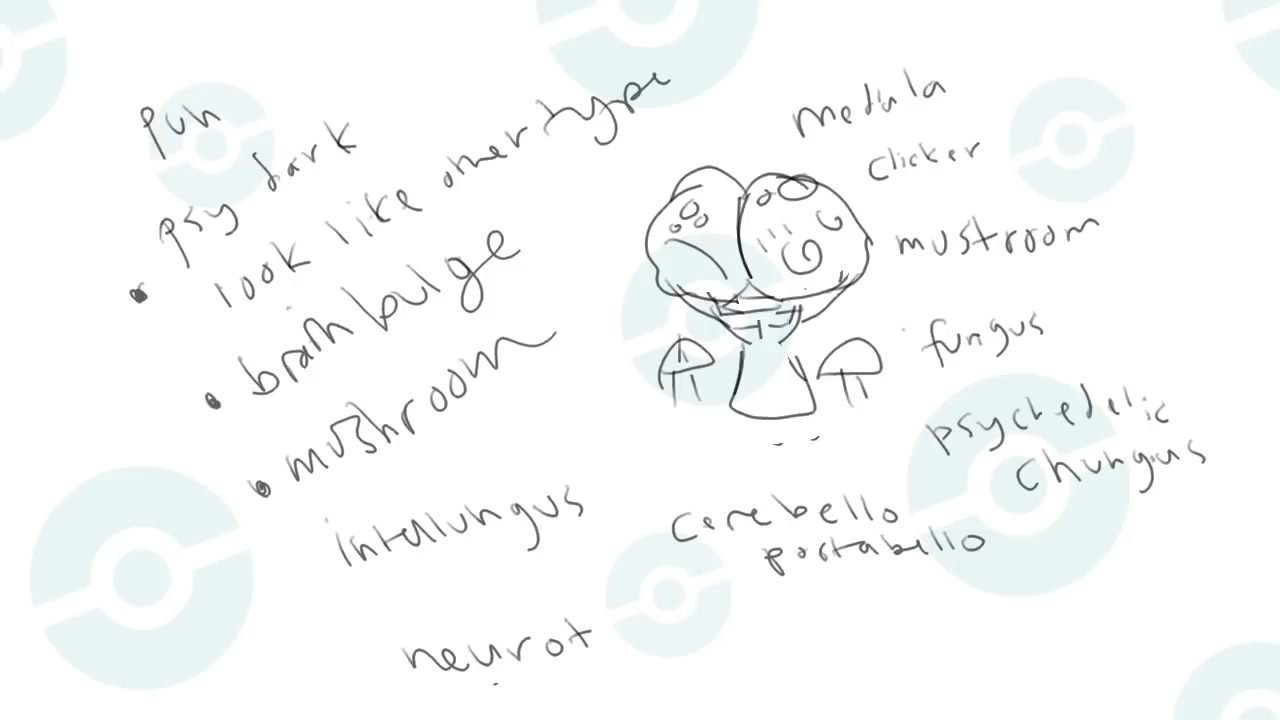 pun
psy dark
look like other type
brain bulge
mushroom
intellungus
neurot
medula
clicker
mustroom
fungus
psychedelic
chungus
cerebello
portabello